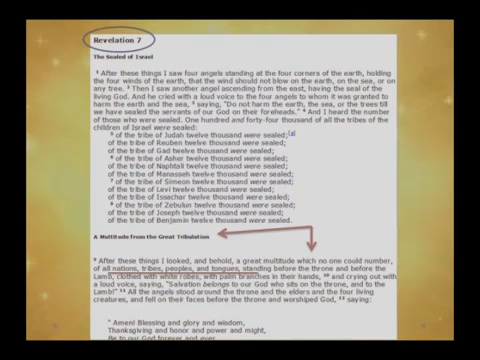 Revelation 7
The Sealed of Israel
1 After these things I saw four angels standing at the four corners of the earth, holding
the four winds of the earth, that the wind should not blow on the earth, on the sea, or on
any tree. 2 Then I saw another angel ascending from the east, having the seal of the
living God. And he cried with a loud voice to the four angels to whom it was granted to
harm the earth and the sea, 3 saying, "Do not harm the earth, the sea, or the trees till
we have sealed the servants of our God on their foreheads." 4 And I heard the number
of those who were sealed. One hundred and forty-four thousand of all the tribes of the
children of Israel were sealed:
5 of the tribe of Judah twelve thousand were sealed;[a]
of the tribe of Reuben twelve thousand were sealed;
of the tribe of Gad twelve thousand were sealed;
6 of the tribe of Asher twelve thousand were sealed;
of the tribe of Naphtali twelve thousand were sealed;
of the tribe of Manasseh twelve thousand were sealed;
7 of the tribe of Simeon twelve thousand were sealed;
of the tribe of Levi twelve thousand were sealed;
of the tribe of Issachar twelve thousand were sealed;
8 of the tribe of Zebulun twelve thousand were sealed;
of the tribe of Joseph twelve thousand were sealed;
of the tribe of Benjamin twelve thousand were sealed.
A Multitude from the Great Tribulation
9 After these things I looked, and behold, a great multitude which no one could number,
of all nations, tribes, peoples, and tongues, standing before the throne and before the
Lamb, clothed with white robes, with palm branches in their hands, 10 and crying out with
a loud voice, saying, "Salvation belongs to our God who sits on the throne, and to the
Lamb!" 11 All the angels stood around the throne and the elders and the four living
creatures, and fell on their faces before the throne and worshiped God, 12 saying:
" Amen! Blessing and glory and wisdom,
Thanksgiving and honor and power and might,
Be to our God forever and ever.